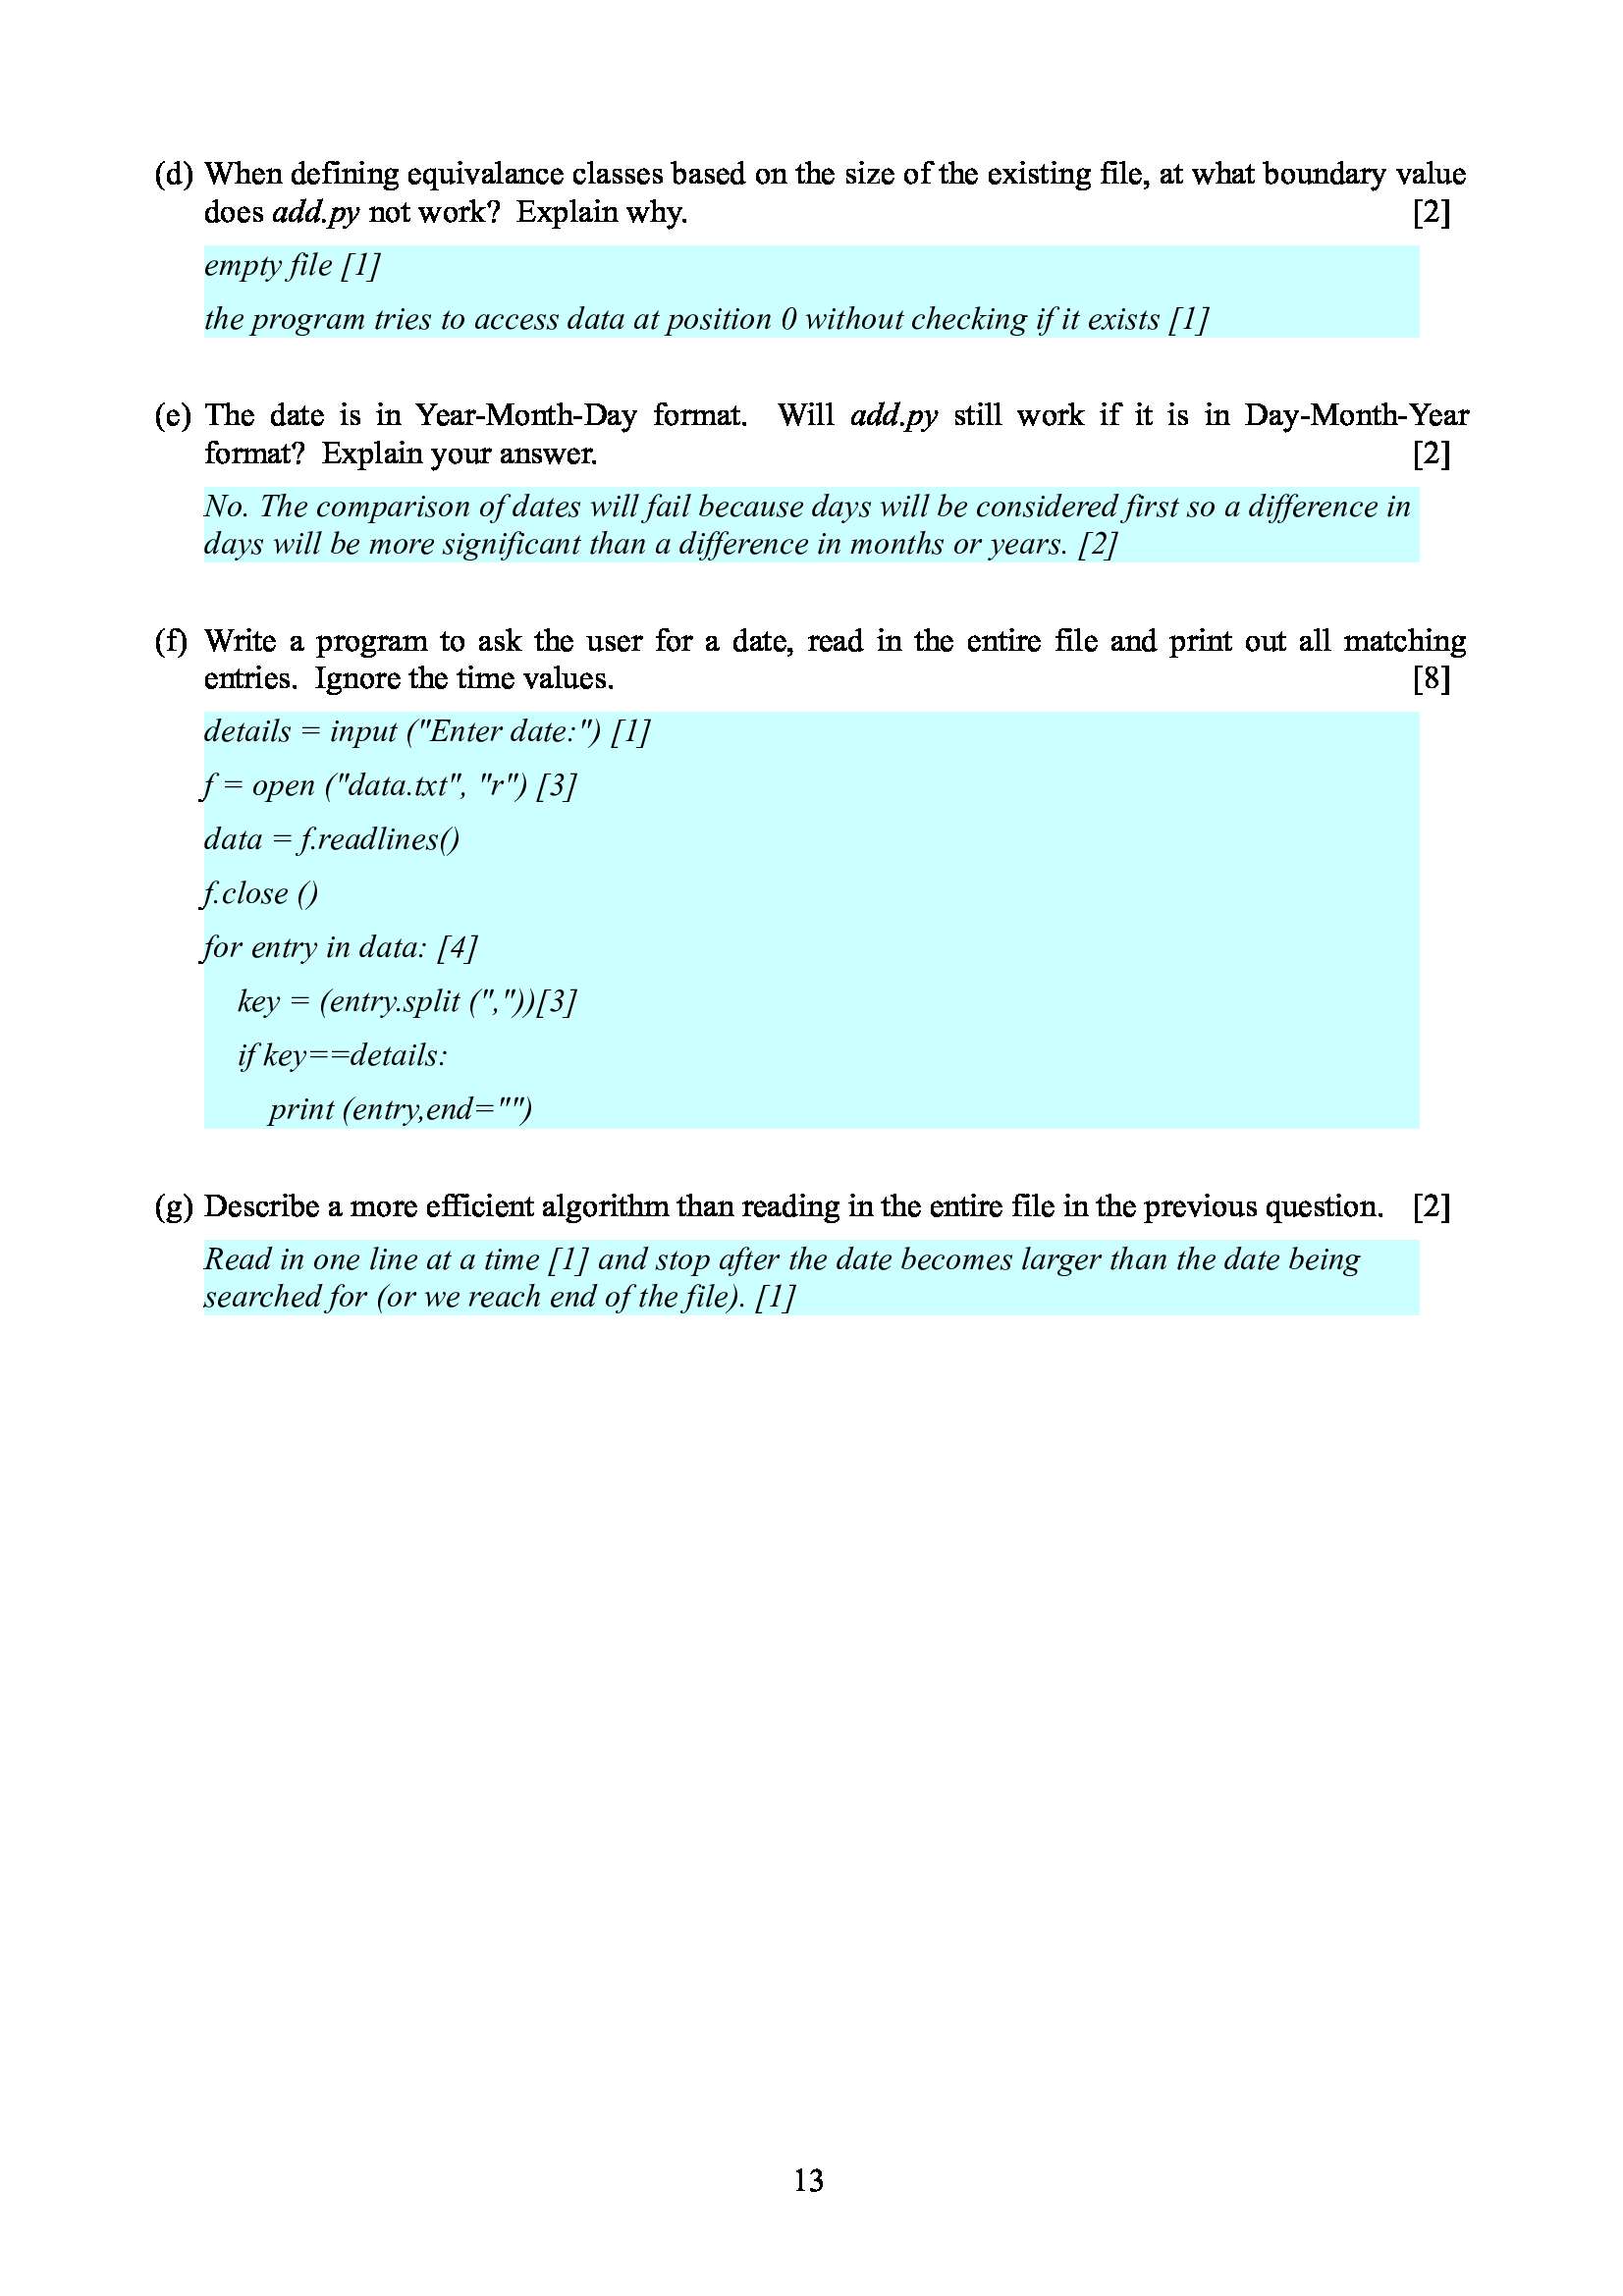 (d) When defining equivalance classes based on the size of the existing file, at what boundary value
does add.py not work? Explain why. [2]
empty file [1]
the program tries to access data at position 0 without checking if it exists [1]
(e) The date is in Year-Month-Day format. Will add.py still work if it is in Day-Month-Year
format? Explain your answer. [2]
No. The comparison of dates will fail because days will be considered first so a difference in
days will be more significant than a difference in months or years. [2]
(f) Write a program to ask the user for a date, read in the entire file and print out all matching
entries. Ignore the time values. [8]
details = input ("Enter date:") [1]
f = open ("data.txt", "r") [3]
data = f.readlines()
f.close ()
for entry in data: [4]
key = (entry.split (","))[3]
if key==details:
print (entry,end="")
(g) Describe a more efficient algorithm than reading in the entire file in the previous question. [2]
Read in one line at a time [1] and stop after the date becomes larger than the date being
searched for (or we reach end of the file). [1]
13